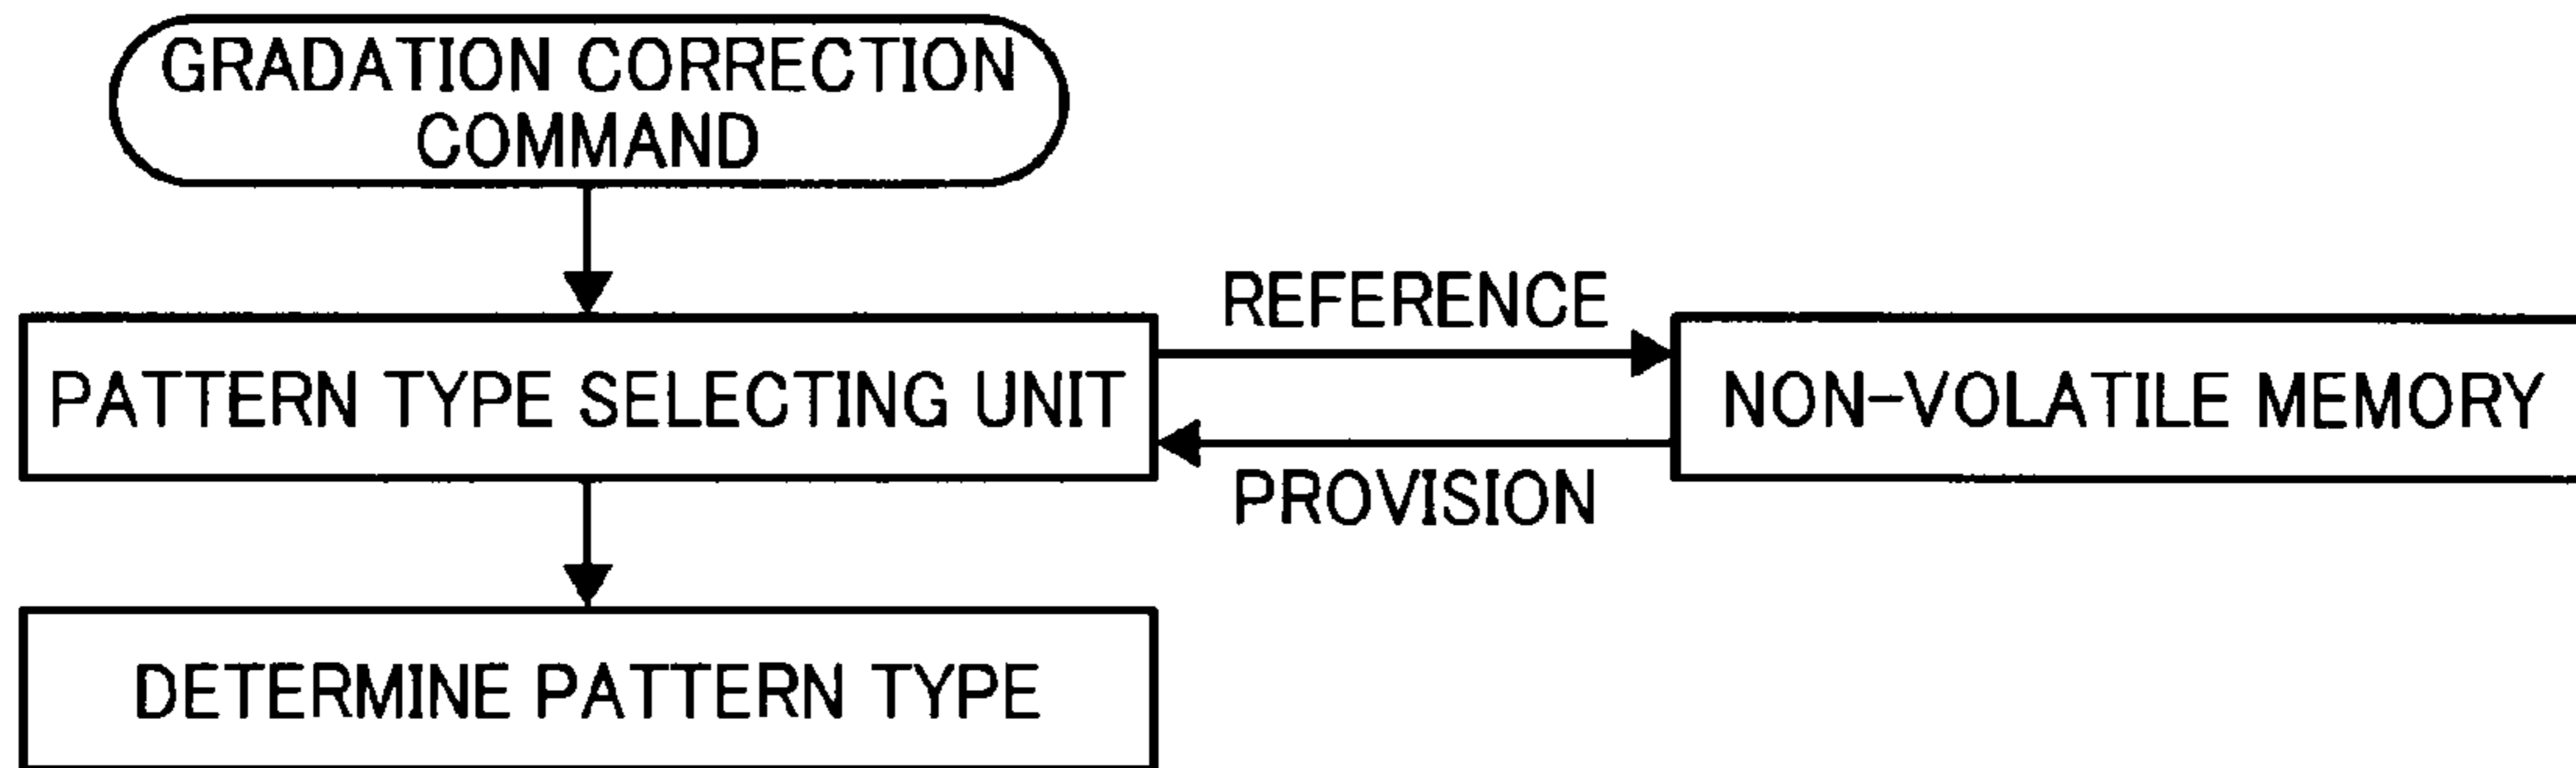 GRADATION CORRECTION
COMMAND
REFERENCE
PATTERN TYPE SELECTING UNIT
NON-VOLATILE MEMORY
PROVISION
DETERMINE PATTERN TYPE